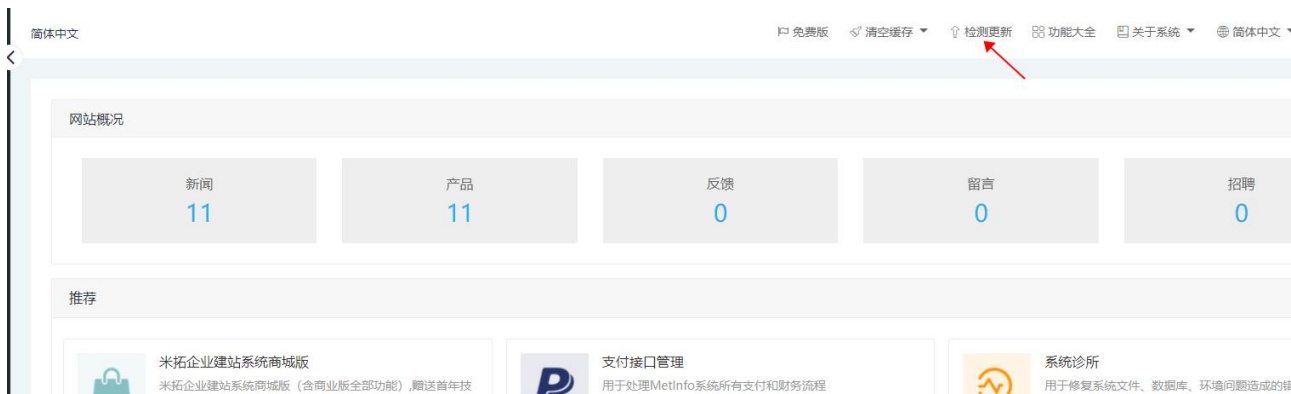 简体中文 免费版 清空缓存 检测更新 功能大全 关于系统 简体中文
网站概况
新闻 产品 反馈 留言 招聘
11 11 0 0 0
推荐
米拓企业建站系统商城版 支付接口管理 系统诊所
米拓企业建站系统商城版（含商业版全部功能）,赠送首年技 用于处理MetInfo系统所有支付和财务流程 用于修复系统文件、数据库、环境问题造成的错